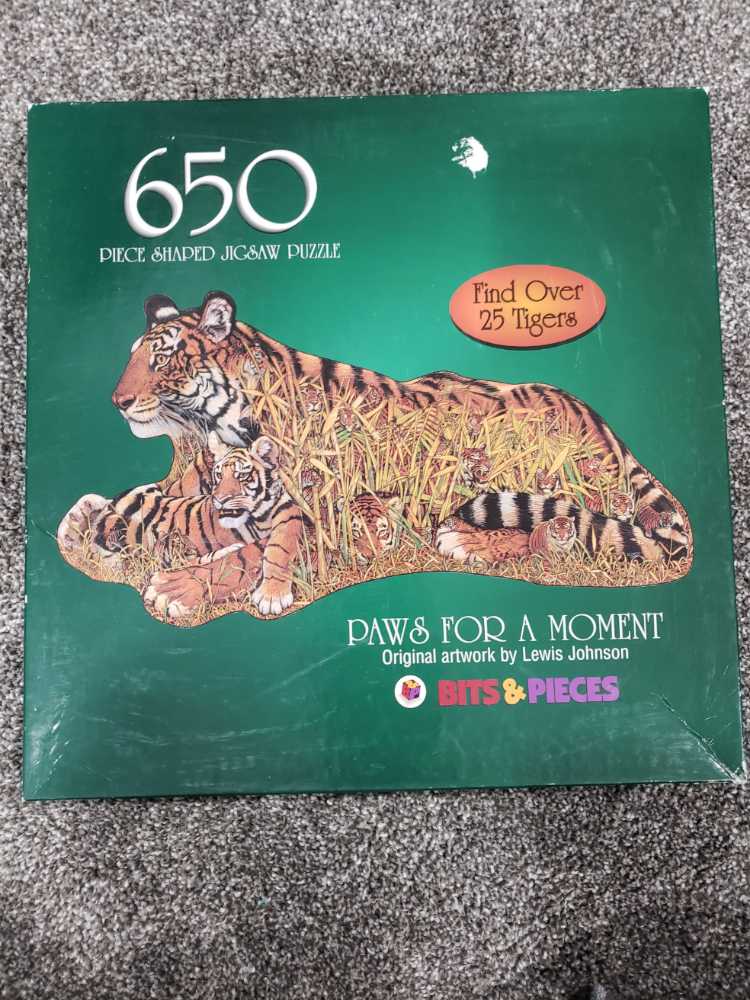 650
PIECE SHAPED JIGSAW PUZZLE
Find Over
25 Tigers
PAWS FOR A MOMENT
Original artwork by Lewis Johnson
BITS & PIECES